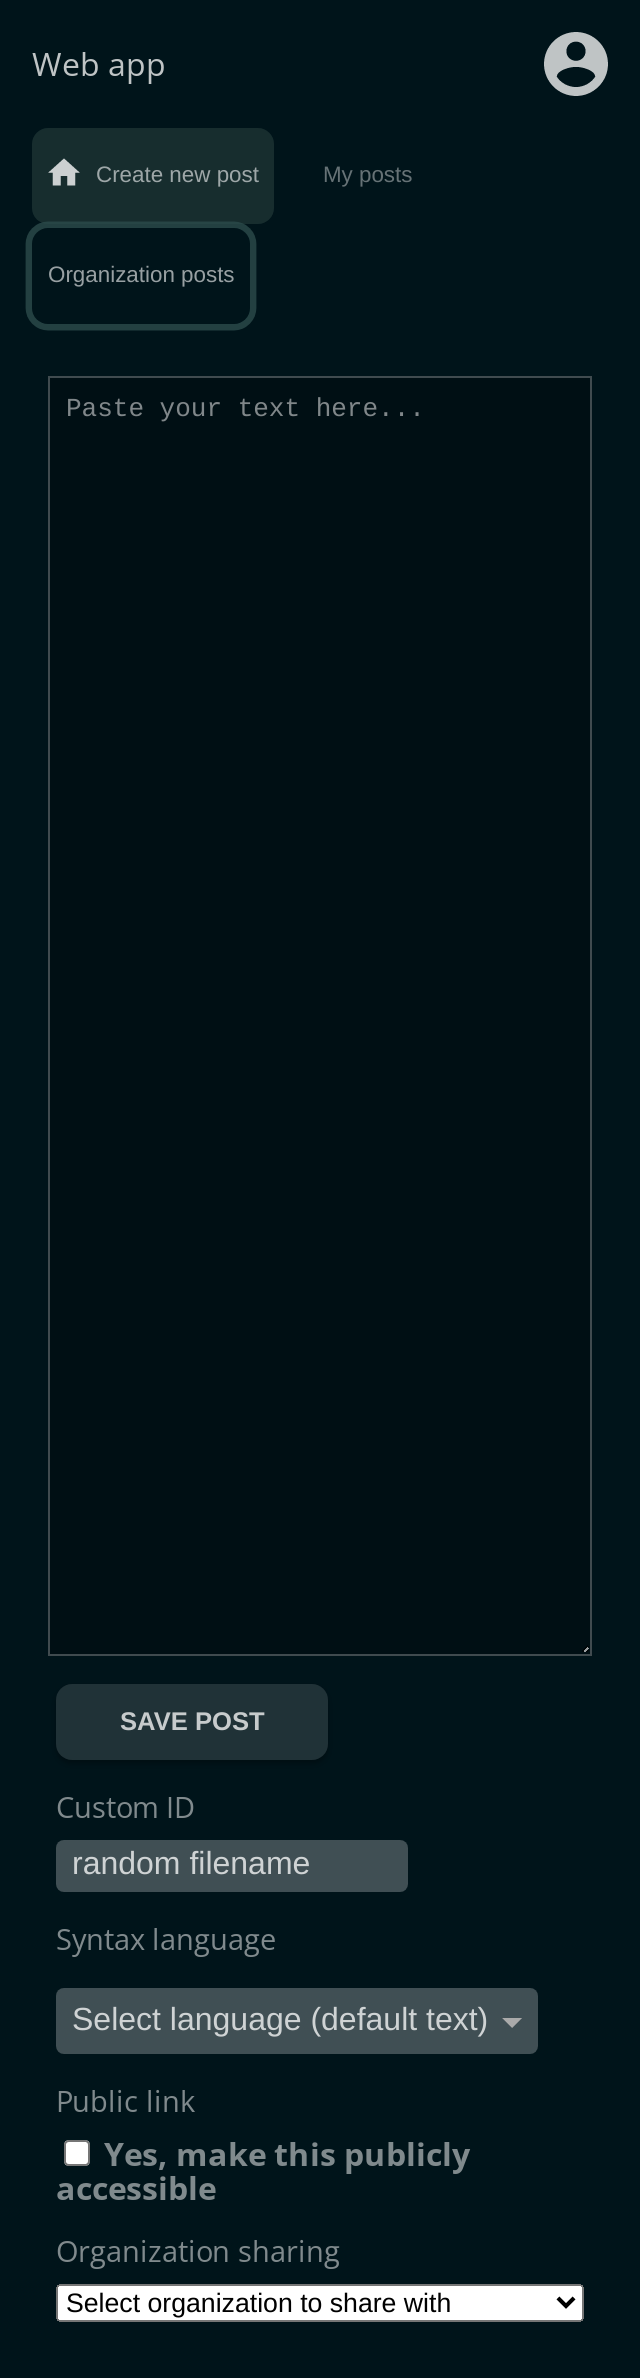 Web app
Create new post
My posts
Organization posts
Paste your text here...
SAVE POST
Custom ID
random filename
Syntax language
Select language (default text)
Public link
Yes, make this publicly
accessible
Organization sharing
Select organization to share with